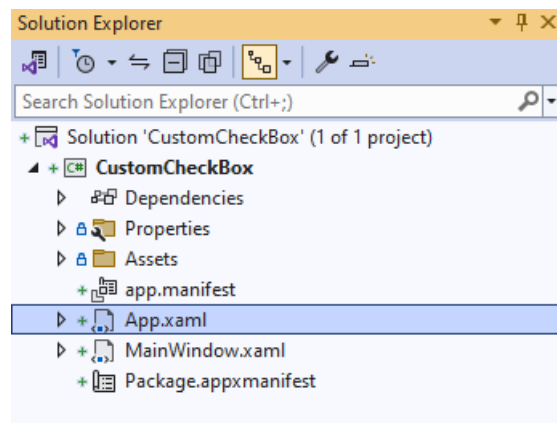 Solution Explorer
Search Solution Explorer (Ctrl+;)
Solution 'CustomCheckBox' (1 of 1 project)
C# CustomCheckBox
Dependencies
Properties
Assets
app.manifest
App.xaml
MainWindow.xaml
Package.appxmanifest